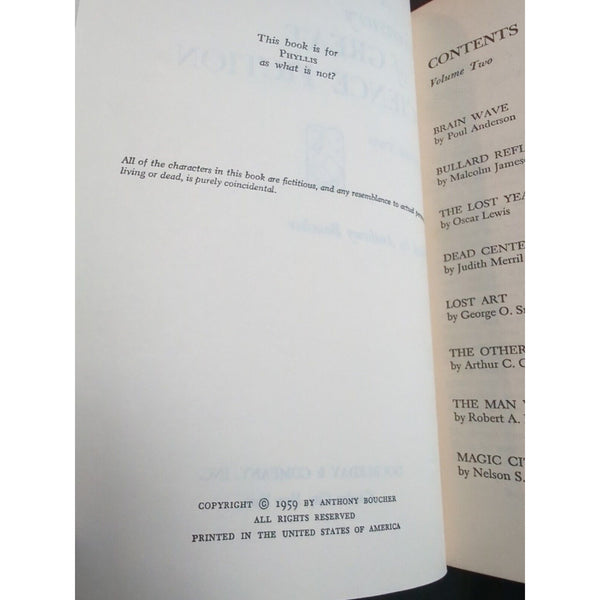 This book is for
PHYLLIS
as what is not?
All of the characters in this book are fictitious, and any resemblance to actual
living or dead, is purely coincidental.
COPYRIGHT © 1959 BY ANTHONY BOUCHER
ALL RIGHTS RESERVED
PRINTED IN THE UNITED STATES OF AMERICA
CONTENTS
Volume Two
BRAIN WAVE
by Poul Anderson
BULLARD REFL
by Malcolm James
THE LOST YEA
by Oscar Lewis
DEAD CENTE
by Judith Merril
LOST ART
by George O. S
THE OTHER
by Arthur C. C
THE MAN
by Robert A.
MAGIC CIT
by Nelson S.